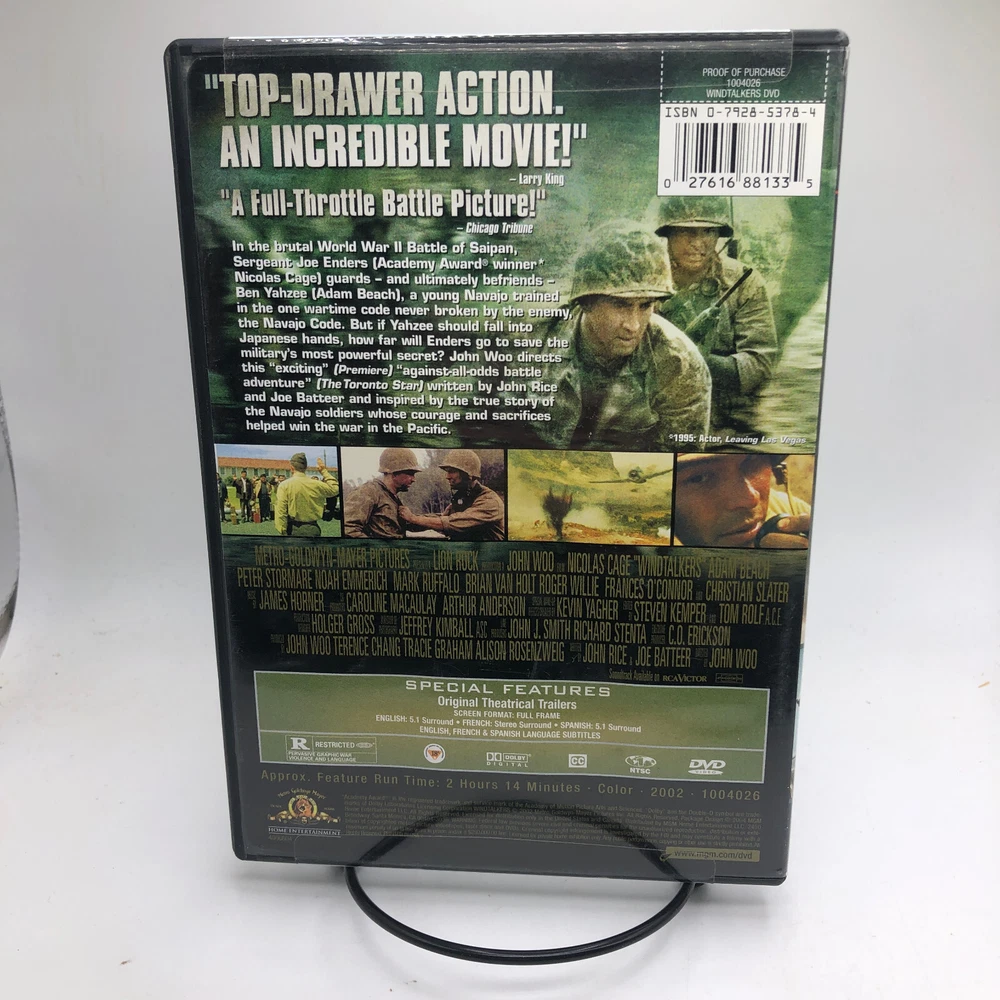 "TOP-DRAWER ACTION.
AN INCREDIBLE MOVIE!"
– Larry King
"A Full-Throttle Battle Picture!"
– Chicago Tribune
In the brutal World War II Battle of Saipan,
Sergeant Joe Enders (Academy Award® winner*
Nicolas Cage) guards – and ultimately befriends –
Ben Yahzee (Adam Beach), a young Navajo trained
in the one wartime code never broken by the enemy,
the Navajo Code. But if Yahzee should fall into
Japanese hands, how far will Enders go to save the
military's most powerful secret? John Woo directs
this "exciting" (Premiere) "against-all-odds battle
adventure" (The Toronto Star) written by John Rice
and Joe Batteer and inspired by the true story of
the Navajo soldiers whose courage and sacrifices
helped win the war in the Pacific.
PROOF OF PURCHASE
1004026
WINDTALKERS DVD
ISBN 0-7928-5378-4
0 27616 88133 5
°1995: Actor, Leaving Las Vegas.
METRO-GOLDWYN-MAYER PICTURES LION ROCK JOHN WOO NICOLAS CAGE "WINDTALKERS" ADAM BEACH
PETER STORMARE NOAH EMMERICH MARK RUFFALO BRIAN VAN HOLT ROGER WILLIE FRANCES O'CONNOR CHRISTIAN SLATER
JAMES HORNER CAROLINE MACAULAY ARTHUR ANDERSON KEVIN YAGHER STEVEN KEMPER TOM ROLF A.C.E.
HOLGER GROSS JEFFREY KIMBALL ASC JOHN J. SMITH RICHARD STENTA C.O. ERICKSON
JOHN WOO TERENCE CHANG TRACIE GRAHAM ALISON ROSENZWEIG JOHN RICE & JOE BATTEER JOHN WOO
Soundtrack Available on RCA VICTOR
SPECIAL FEATURES
Original Theatrical Trailers
SCREEN FORMAT: FULL FRAME
ENGLISH: 5.1 Surround • FRENCH: Stereo Surround • SPANISH: 5.1 Surround
ENGLISH, FRENCH & SPANISH LANGUAGE SUBTITLES
R RESTRICTED
PERVASIVE GRAPHIC WAR
VIOLENCE AND LANGUAGE
DOLBY
DIGITAL
CC
NTSC
DVD
VIDEO
Approx. Feature Run Time: 2 Hours 14 Minutes · Color · 2002 · 1004026
HOME ENTERTAINMENT
www.mgm.com/dvd